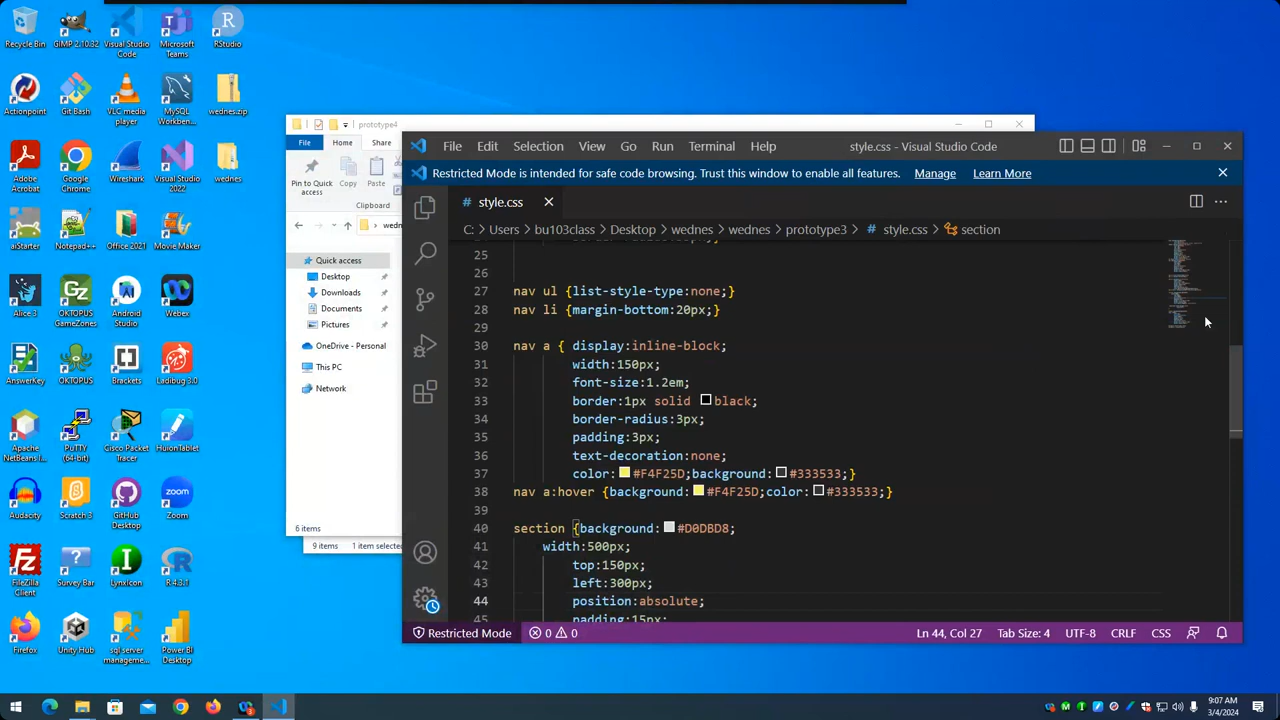 Recycle Bin
GIMP 2.10.32
Visual Studio Code
Microsoft Teams
RStudio
Actionpoint
Git Bash
VLC media player
MySQL Workben...
wednes.zip
Adobe Acrobat
Google Chrome
Wireshark
Visual Studio 2022
wednes
aiStarter
Notepad++
Office 2021
Movie Maker
Alice 3
OKTOPUS GameZones
Android Studio
Webex
AnswerKey
OKTOPUS
Brackets
Ladibug 3.0
Apache NetBeans I...
PuTTY (64-bit)
Cisco Packet Tracer
HuionTablet
Audacity
Scratch 3
GitHub Desktop
Zoom
FileZilla Client
Survey Bar
LynxIcon
R 4.3.1
Firefox
Unity Hub
sql server manageme...
Power BI Desktop
prototype4
File Home Share
Pin to Quick access
Copy
Paste
Clipboard
wedn
Quick access
Desktop
Downloads
Documents
Pictures
OneDrive - Personal
This PC
Network
6 items
9 items 1 item selected
File Edit Selection View Go Run Terminal Help style.css - Visual Studio Code
Restricted Mode is intended for safe code browsing. Trust this window to enable all features. Manage Learn More
# style.css
C: > Users > bu103class > Desktop > wednes > wednes > prototype3 > # style.css > section
25
26
27 nav ul {list-style-type:none;}
28 nav li {margin-bottom:20px;}
29
30 nav a { display:inline-block;
31 width:150px;
32 font-size:1.2em;
33 border:1px solid black;
34 border-radius:3px;
35 padding:3px;
36 text-decoration:none;
37 color:#F4F25D;background:#333533;}
38 nav a:hover {background:#F4F25D;color:#333533;}
39
40 section {background:#D0DBD8;
41 width:500px;
42 top:150px;
43 left:300px;
44 position:absolute;
45 padding:15px;
Restricted Mode 0 0 Ln 44, Col 27 Tab Size: 4 UTF-8 CRLF CSS
9:07 AM
3/4/2024